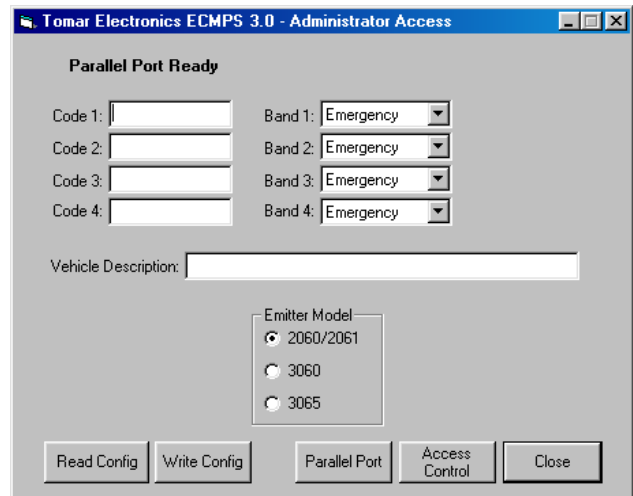 Tomar Electronics ECMPS 3.0 - Administrator Access
Parallel Port Ready
Code 1: Band 1: Emergency
Code 2: Band 2: Emergency
Code 3: Band 3: Emergency
Code 4: Band 4: Emergency
Vehicle Description:
Emitter Model
2060/2061
3060
3065
Read Config Write Config Parallel Port Access Control Close